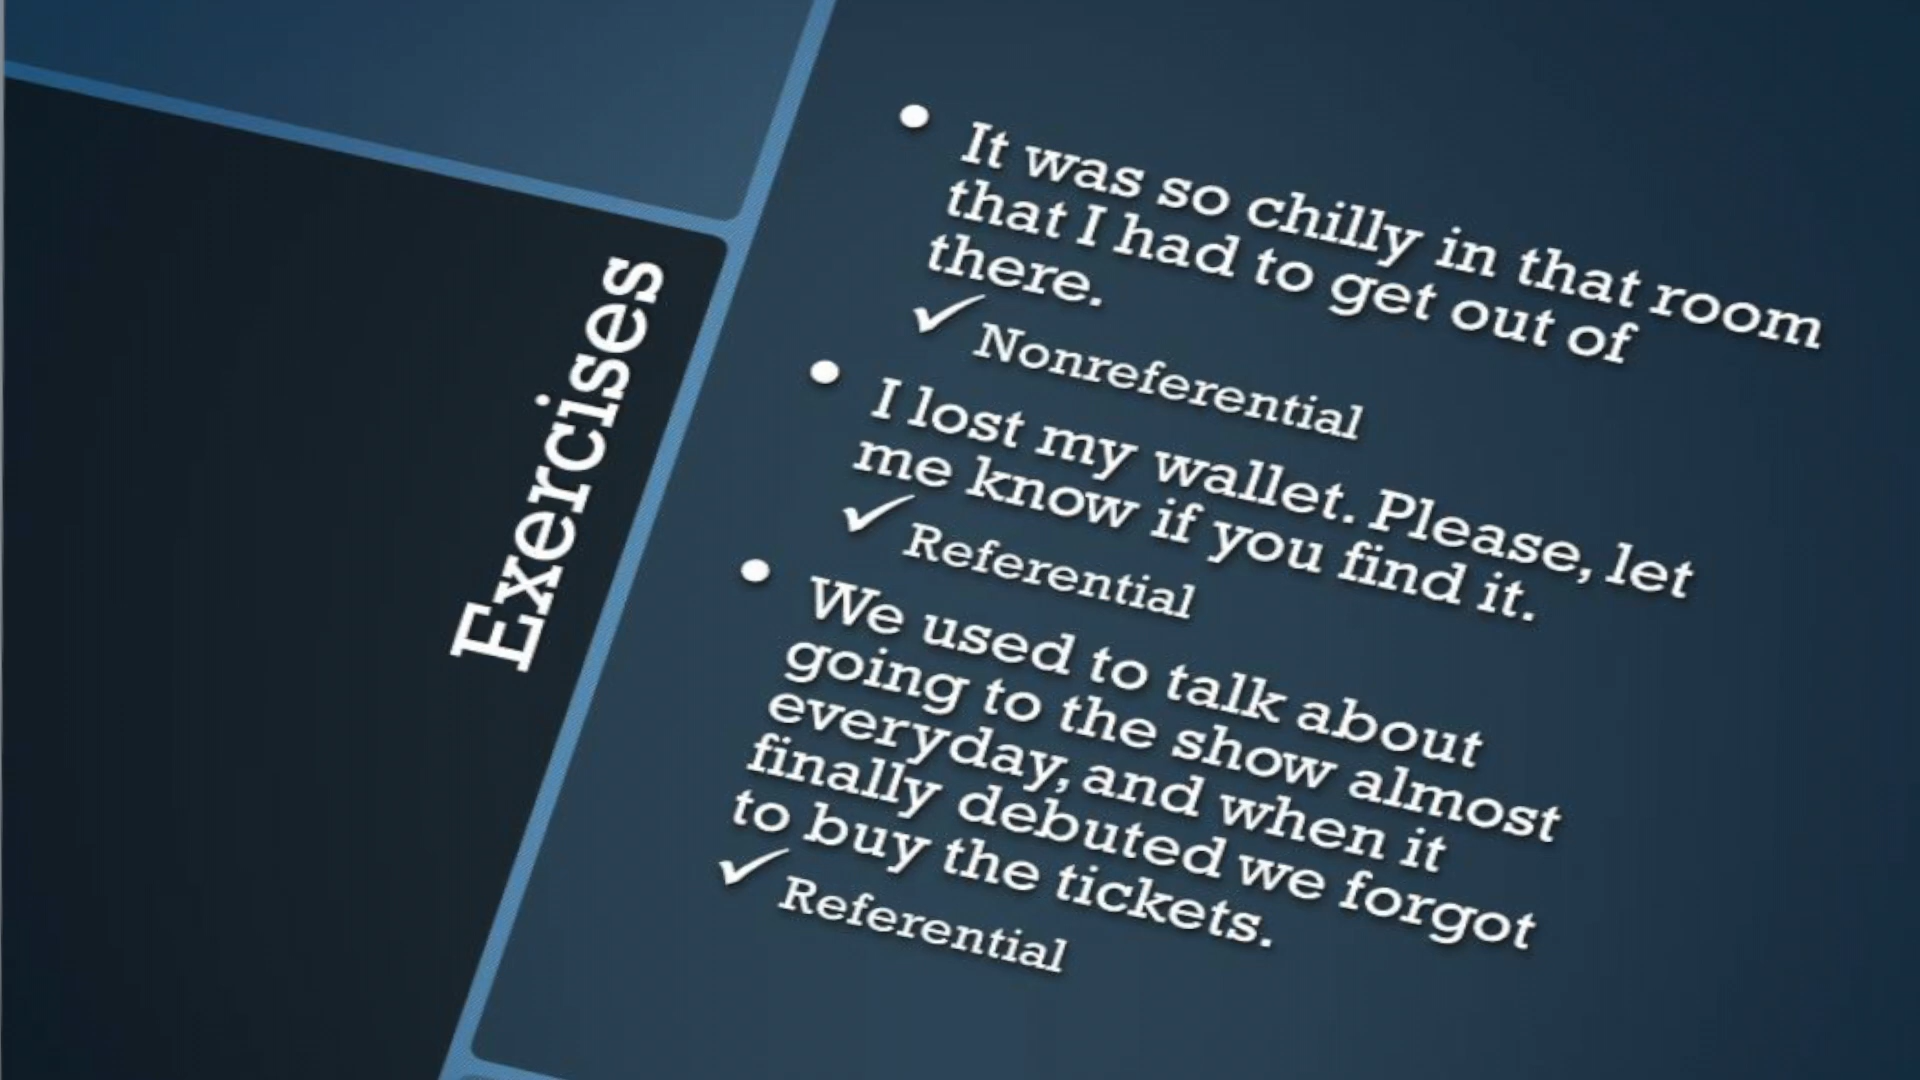 Exercises
• It was so chilly in that room
that I had to get out of
there.
✓ Nonreferential
• I lost my wallet. Please, let
me know if you find it.
✓ Referential
• We used to talk about
going to the show almost
everyday, and when it
finally debuted we forgot
to buy the tickets.
✓ Referential